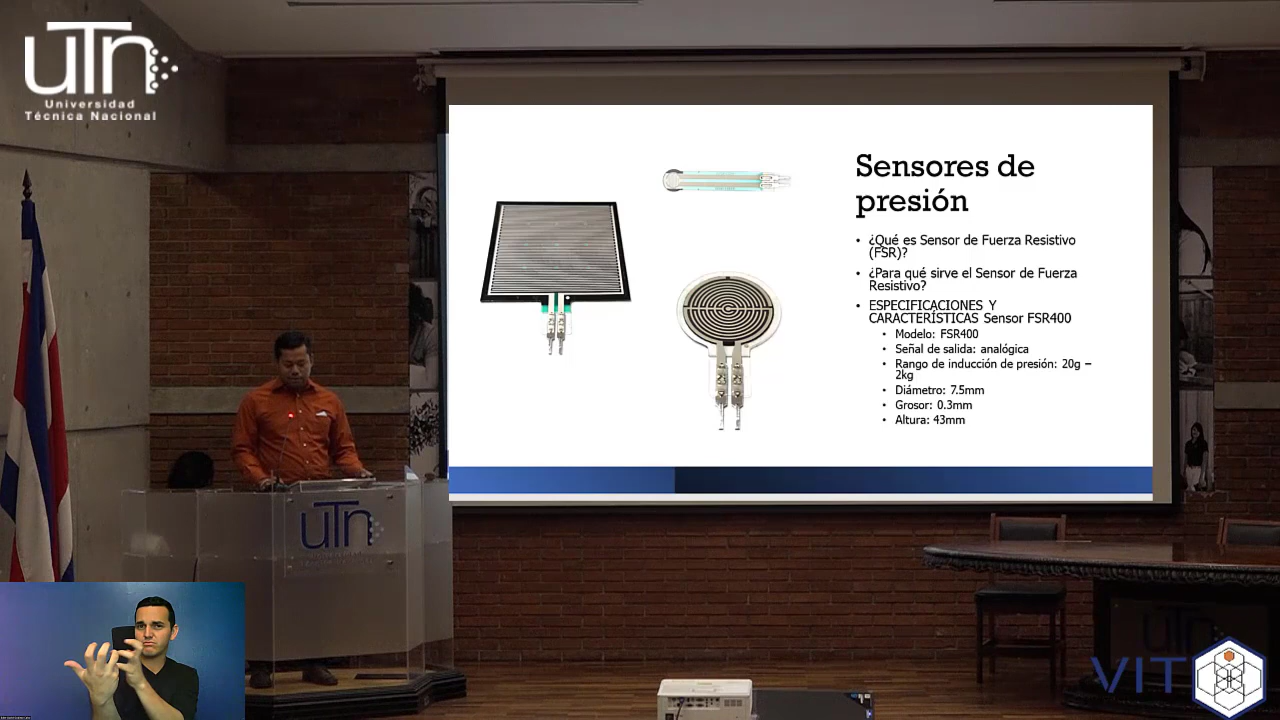 uTn
Universidad
Técnica Nacional
Sensores de
presión
• ¿Qué es Sensor de Fuerza Resistivo
(FSR)?
• ¿Para qué sirve el Sensor de Fuerza
Resistivo?
• ESPECIFICACIONES Y
CARACTERÍSTICAS Sensor FSR400
• Modelo: FSR400
• Señal de salida: analógica
• Rango de inducción de presión: 20g –
2kg
• Diámetro: 7.5mm
• Grosor: 0.3mm
• Altura: 43mm
uTn
VIT